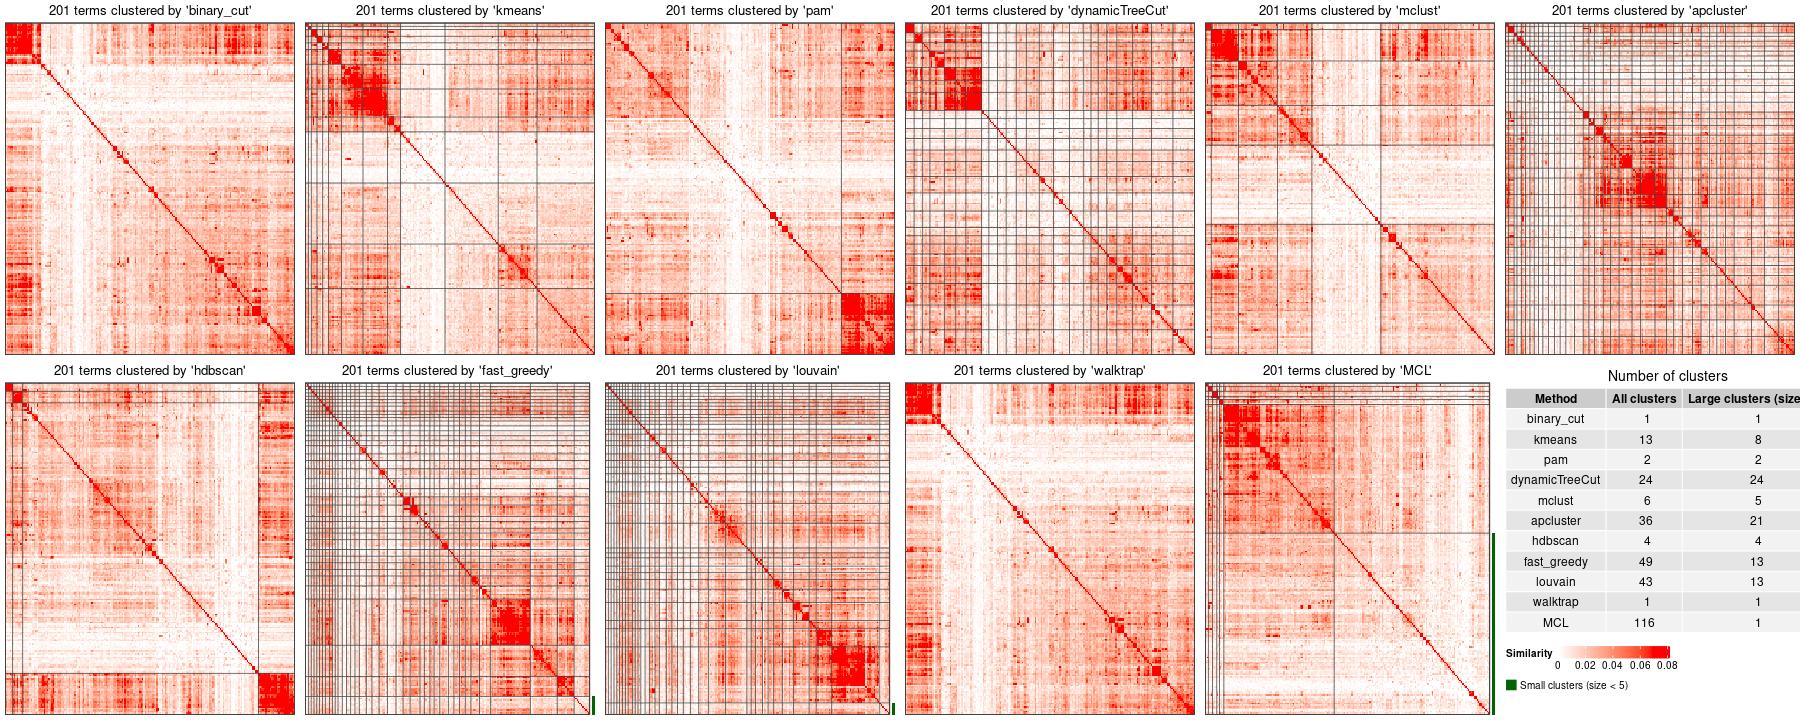 201 terms clustered by 'binary_cut'
201 terms clustered by 'kmeans'
201 terms clustered by 'pam'
201 terms clustered by 'dynamicTreeCut'
201 terms clustered by 'mclust'
201 terms clustered by 'apcluster'
201 terms clustered by 'hdbscan'
201 terms clustered by 'fast_greedy'
201 terms clustered by 'louvain'
201 terms clustered by 'walktrap'
201 terms clustered by 'MCL'
Number of clusters
Method All clusters Large clusters (size
binary_cut 1 1
kmeans 13 8
pam 2 2
dynamicTreeCut 24 24
mclust 6 5
apcluster 36 21
hdbscan 4 4
fast_greedy 49 13
louvain 43 13
walktrap 1 1
MCL 116 1
Similarity
0 0.02 0.04 0.06 0.08
Small clusters (size < 5)